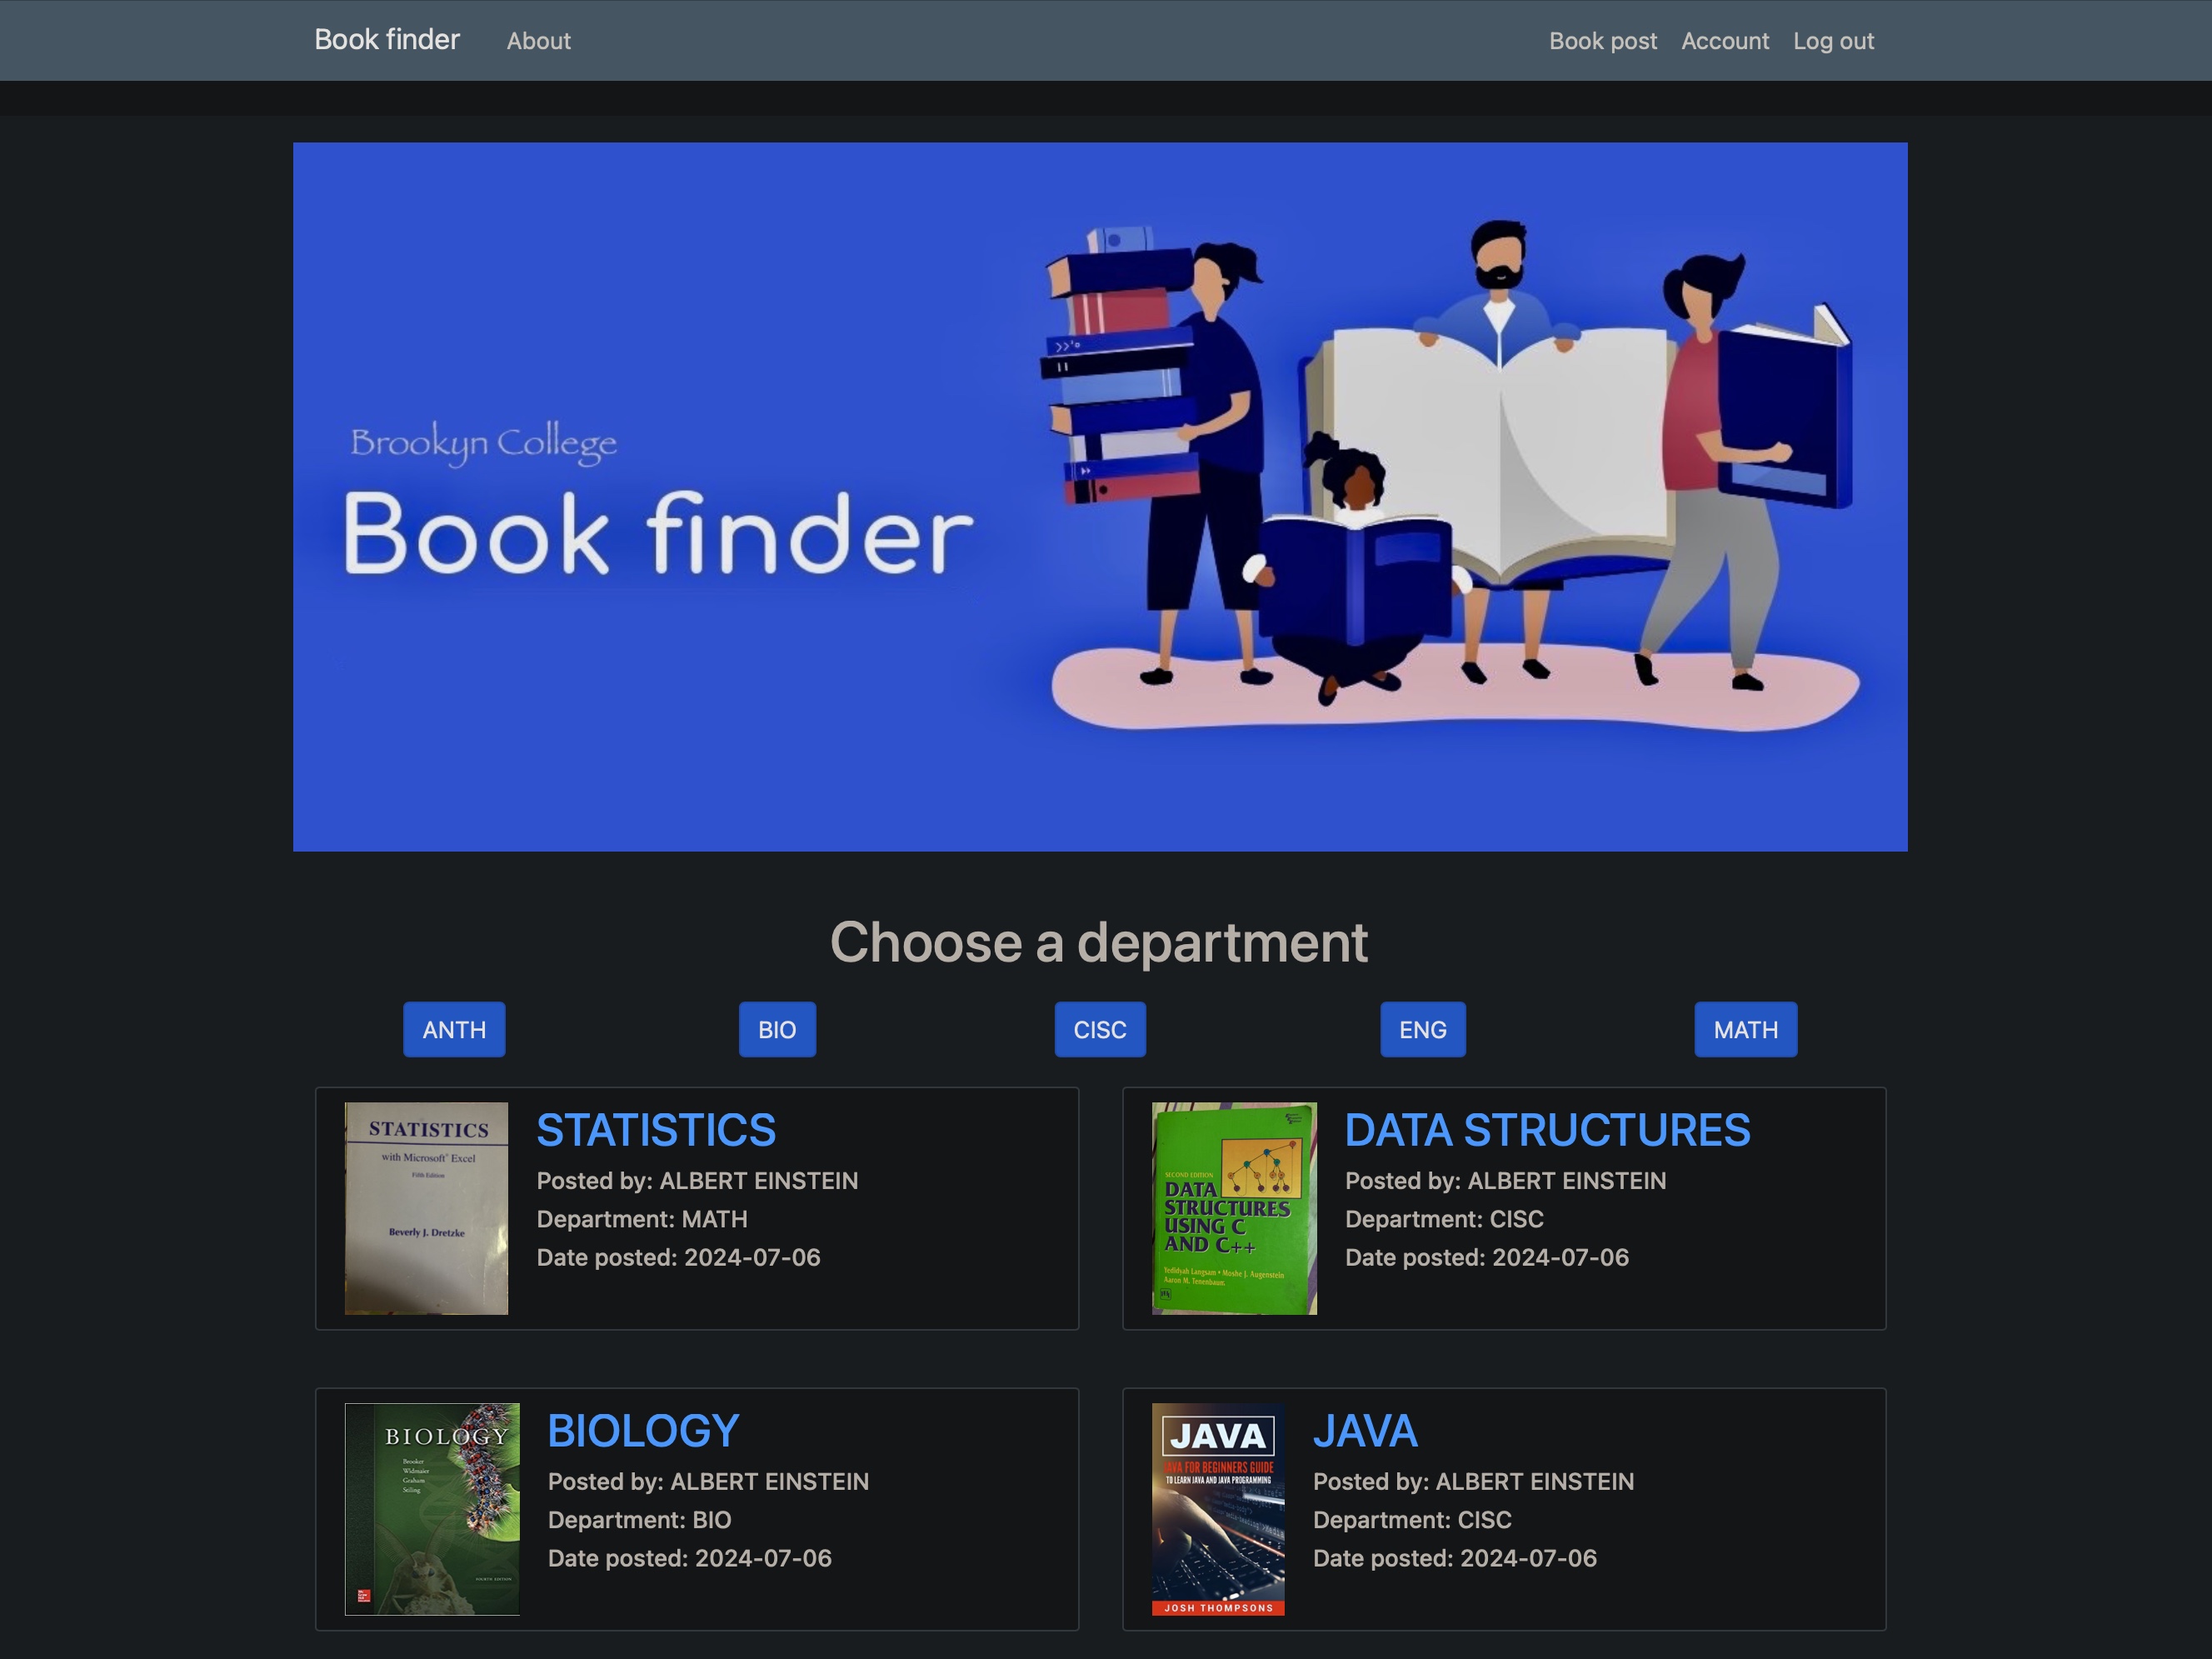 Book finder About Book post Account Log out
Brookyn College
Book finder
Choose a department
ANTH BIO CISC ENG MATH
STATISTICS
with Microsoft® Excel
Fifth Edition
Beverly J. Dretzke
STATISTICS
Posted by: ALBERT EINSTEIN
Department: MATH
Date posted: 2024-07-06
SECOND EDITION
DATA
STRUCTURES
USING C
AND C++
Yedidyah Langsam • Moshe J. Augenstein
Aaron M. Tenenbaum
DATA STRUCTURES
Posted by: ALBERT EINSTEIN
Department: CISC
Date posted: 2024-07-06
BIOLOGY
Brooker
Widmaier
Graham
Stiling
FOURTH EDITION
BIOLOGY
Posted by: ALBERT EINSTEIN
Department: BIO
Date posted: 2024-07-06
JAVA
JAVA FOR BEGINNERS GUIDE
TO LEARN JAVA AND JAVA PROGRAMMING
JOSH THOMPSONS
JAVA
Posted by: ALBERT EINSTEIN
Department: CISC
Date posted: 2024-07-06